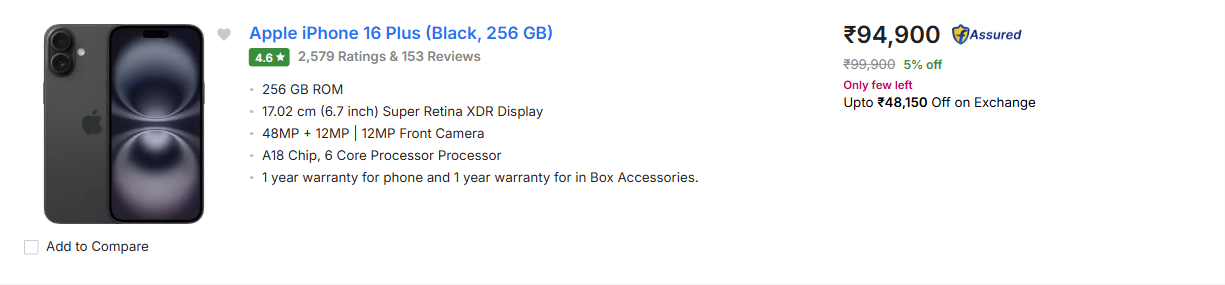 Apple iPhone 16 Plus (Black, 256 GB)
4.6★ 2,579 Ratings & 153 Reviews
256 GB ROM
17.02 cm (6.7 inch) Super Retina XDR Display
48MP + 12MP | 12MP Front Camera
A18 Chip, 6 Core Processor Processor
1 year warranty for phone and 1 year warranty for in Box Accessories.
Add to Compare
₹94,900 Assured
₹99,900 5% off
Only few left
Upto ₹48,150 Off on Exchange